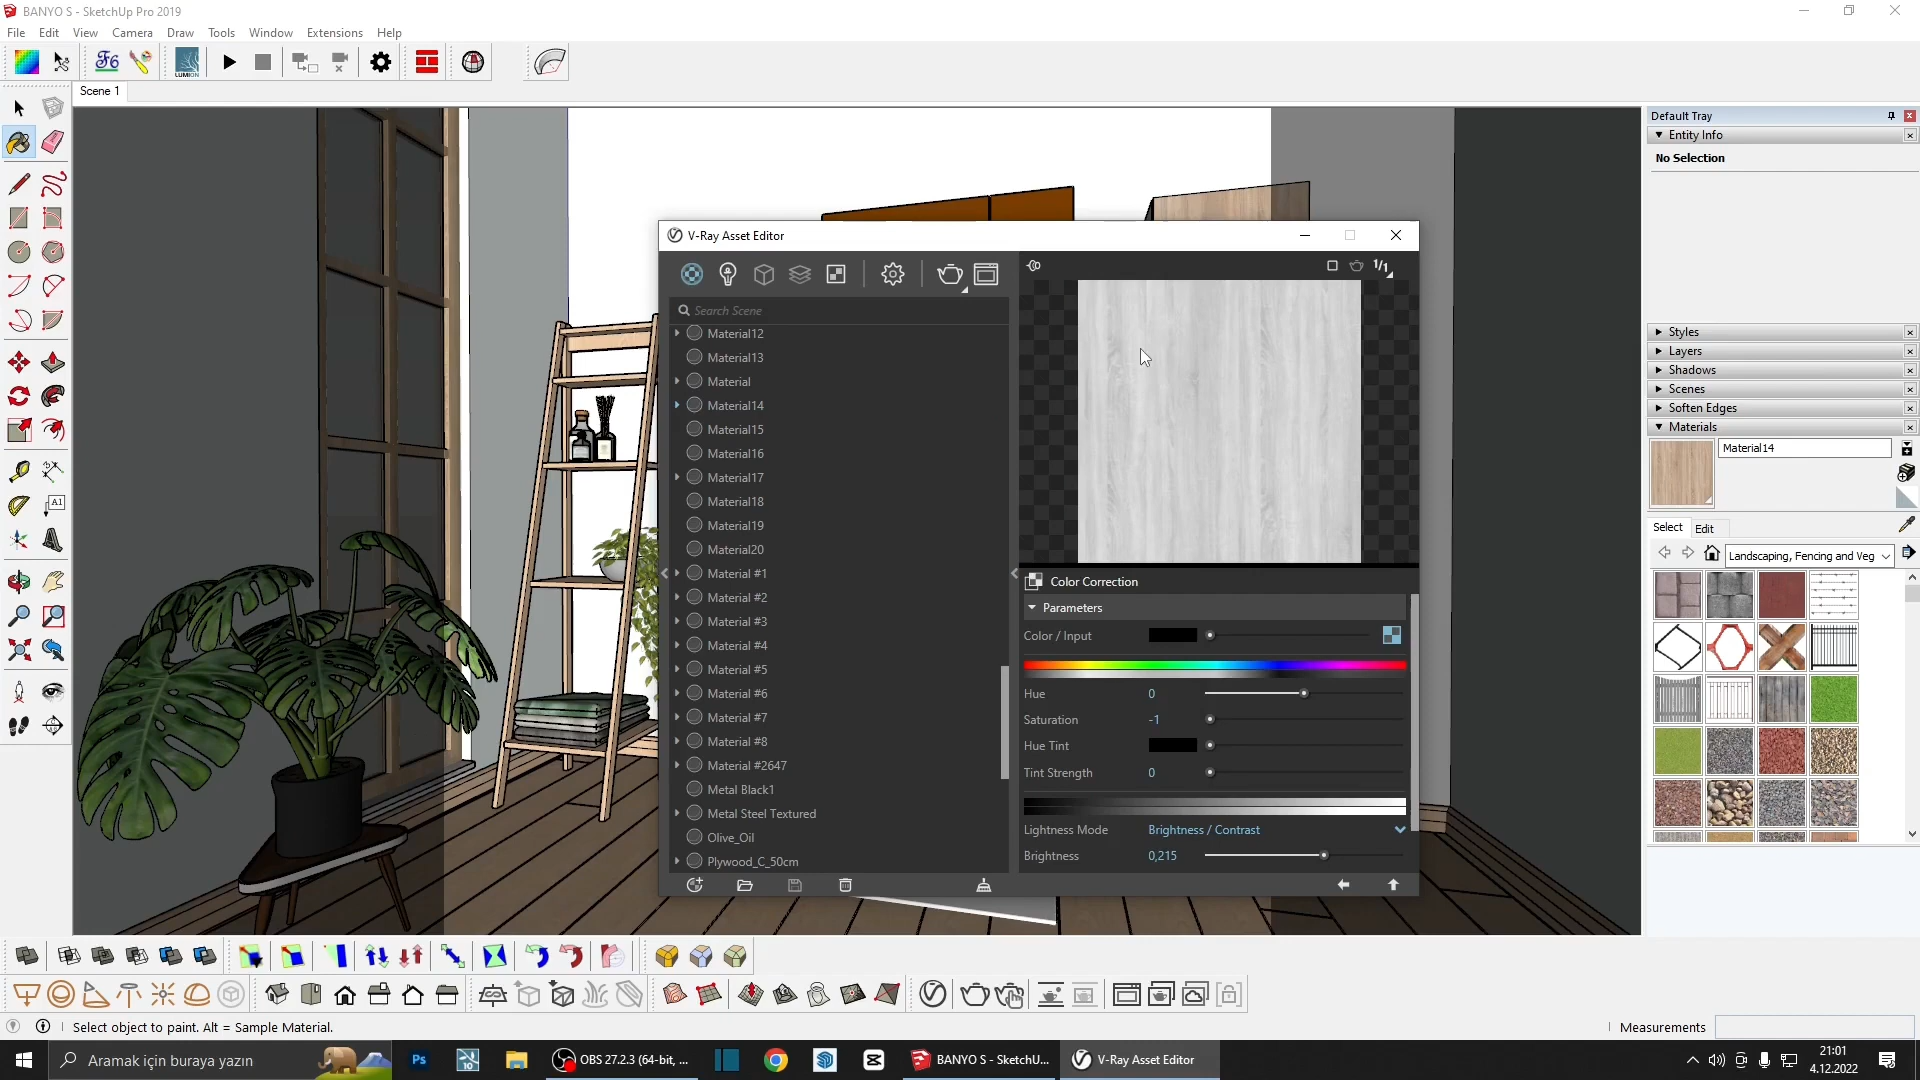 BANYO S - SketchUp Pro 2019
File Edit View Camera Draw Tools Window Extensions Help
LUMION
Scene 1
Default Tray
Entity Info
No Selection
Styles
Layers
Shadows
Scenes
Soften Edges
Materials
Material14
Select Edit
Landscaping, Fencing and Veg
V-Ray Asset Editor
1/1
Search Scene
Material12
Material13
Material
Material14
Material15
Material16
Material17
Material18
Material19
Material20
Material #1
Material #2
Material #3
Material #4
Material #5
Material #6
Material #7
Material #8
Material #2647
Metal Black1
Metal Steel Textured
Olive_Oil
Plywood_C_50cm
Color Correction
Parameters
Color / Input
Hue 0
Saturation -1
Hue Tint
Tint Strength 0
Lightness Mode Brightness / Contrast
Brightness 0,215
Select object to paint. Alt = Sample Material.
Measurements
Aramak için buraya yazın
Ps
10
OBS 27.2.3 (64-bit, ...
BANYO S - SketchU...
V-Ray Asset Editor
21:01
4.12.2022